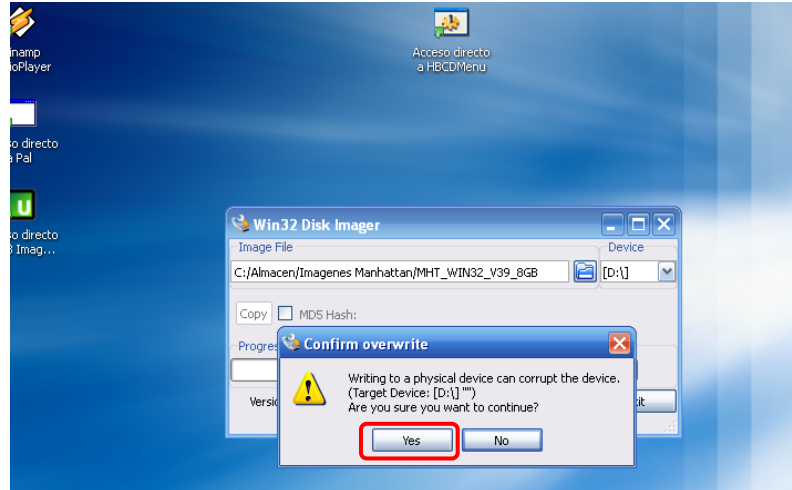 inamp
ioPlayer
Acceso directo
a HBCDMenu
so directo
a Pal
U
so directo
3 Imag...
Win32 Disk Imager
Image File
Device
C:/Almacen/Imagenes Manhattan/MHT_WIN32_V39_8GB
[D:\]
Copy
MD5 Hash:
Progres
Confirm overwrite
Writing to a physical device can corrupt the device.
(Target Device: [D:\] "")
Are you sure you want to continue?
Versic
it
Yes
No